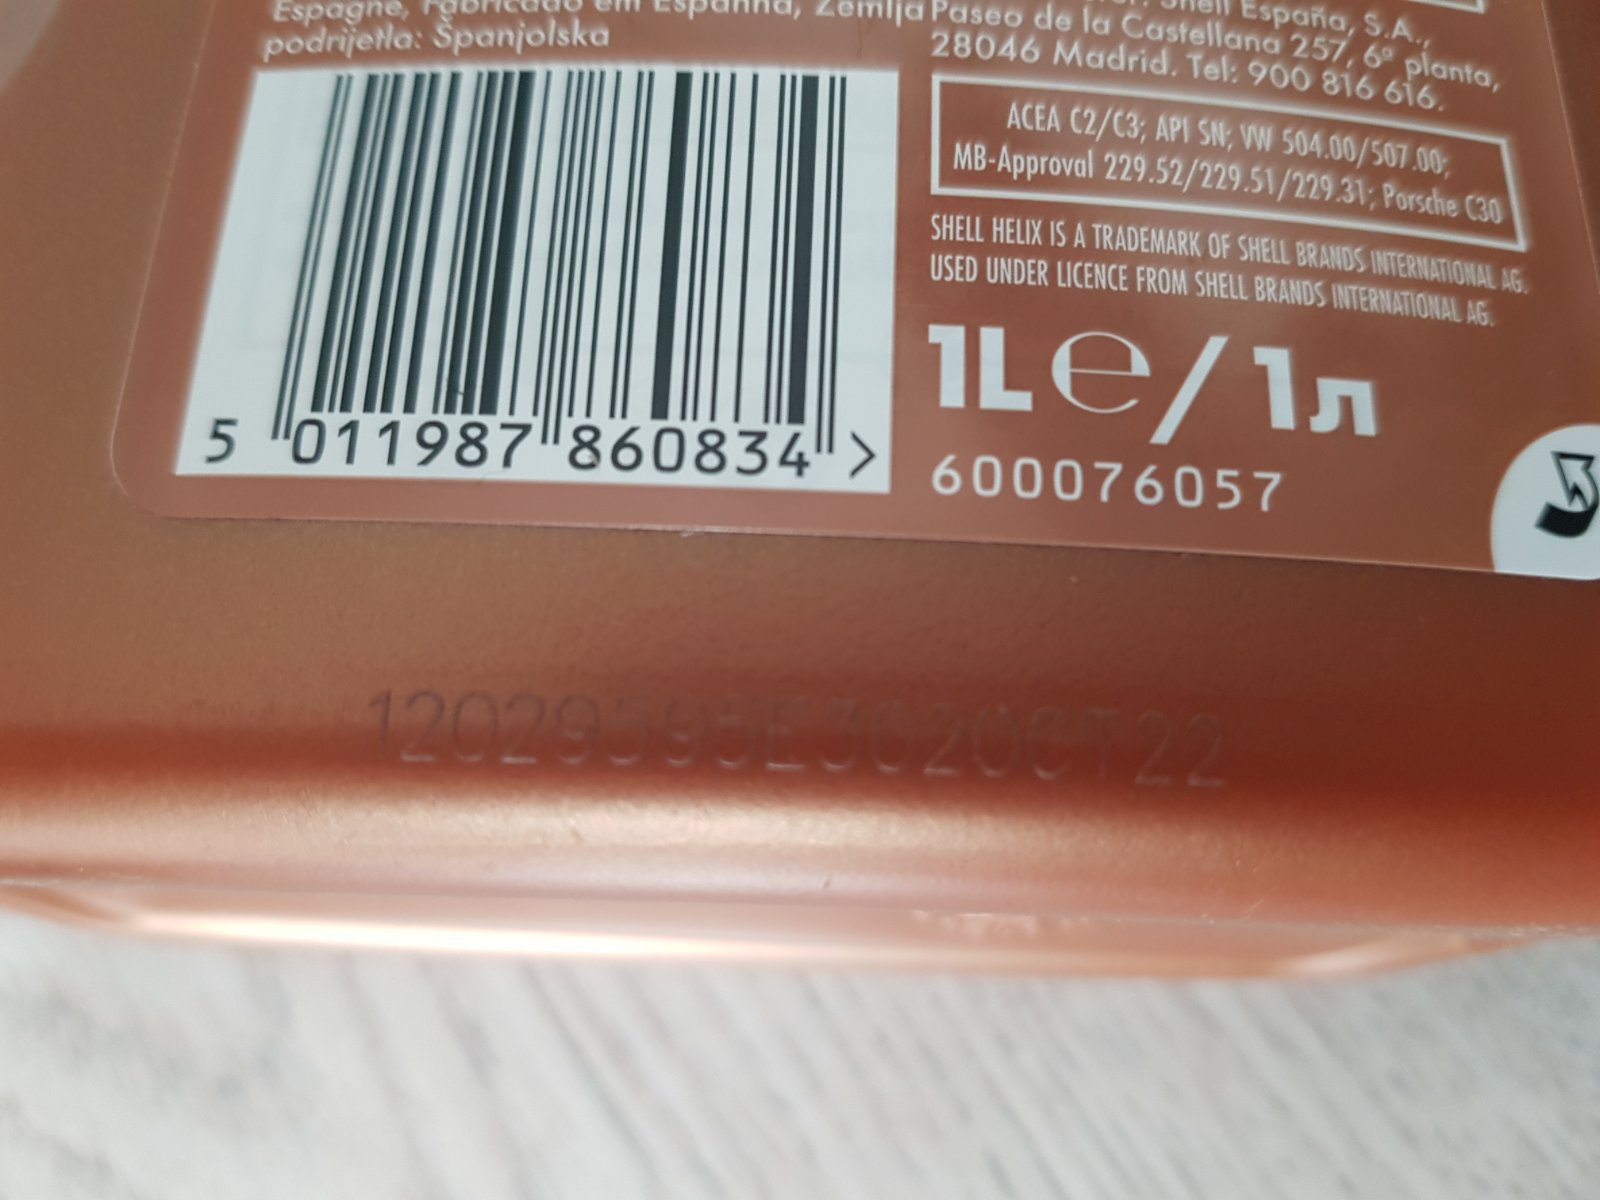 Espagne, Fabricado em Espanha, Zemlja
podrijetla: Španjolska
Shell España, S.A.,
Paseo de la Castellana 257, 6ª planta,
28046 Madrid. Tel: 900 816 616.
ACEA C2/C3; API SN; VW 504.00/507.00;
MB-Approval 229.52/229.51/229.31; Porsche C30
SHELL HELIX IS A TRADEMARK OF SHELL BRANDS INTERNATIONAL AG.
USED UNDER LICENCE FROM SHELL BRANDS INTERNATIONAL AG.
1L e / 1л
600076057
5 011987 860834 >